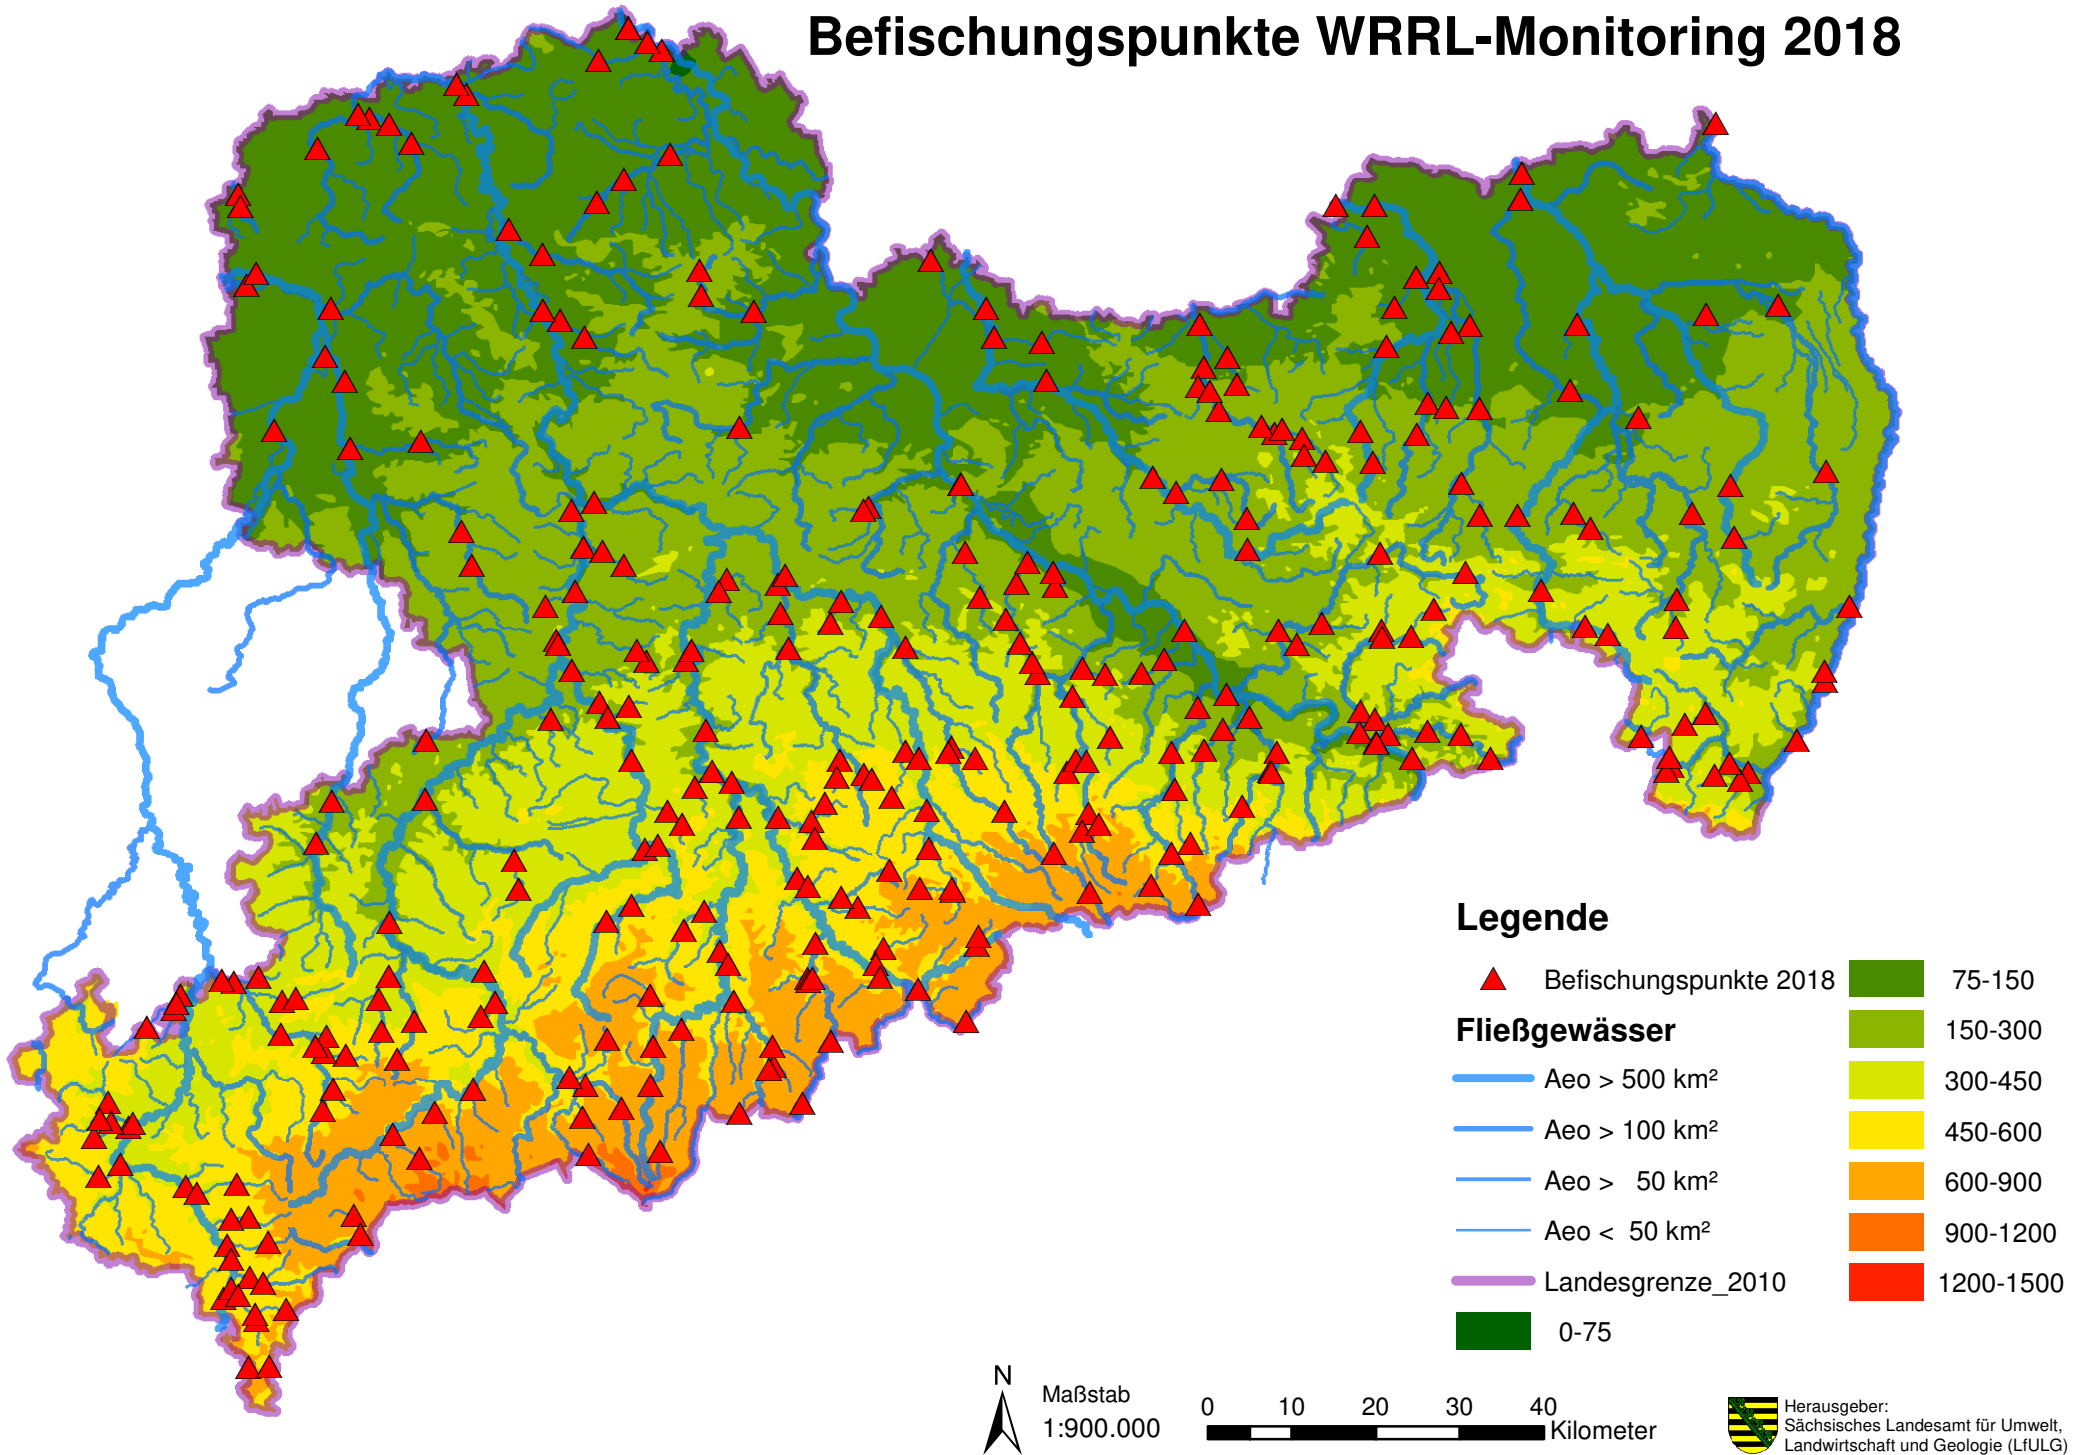 Befischungspunkte WRRL-Monitoring 2018
Legende
Befischungspunkte 2018
Fließgewässer
Aeo > 500 km²
Aeo > 100 km²
Aeo > 50 km²
Aeo < 50 km²
Landesgrenze_2010
0-75
75-150
150-300
300-450
450-600
600-900
900-1200
1200-1500
N
Maßstab
1:900.000
0 10 20 30 40
Kilometer
Herausgeber:
Sächsisches Landesamt für Umwelt,
Landwirtschaft und Geologie (LfULG)